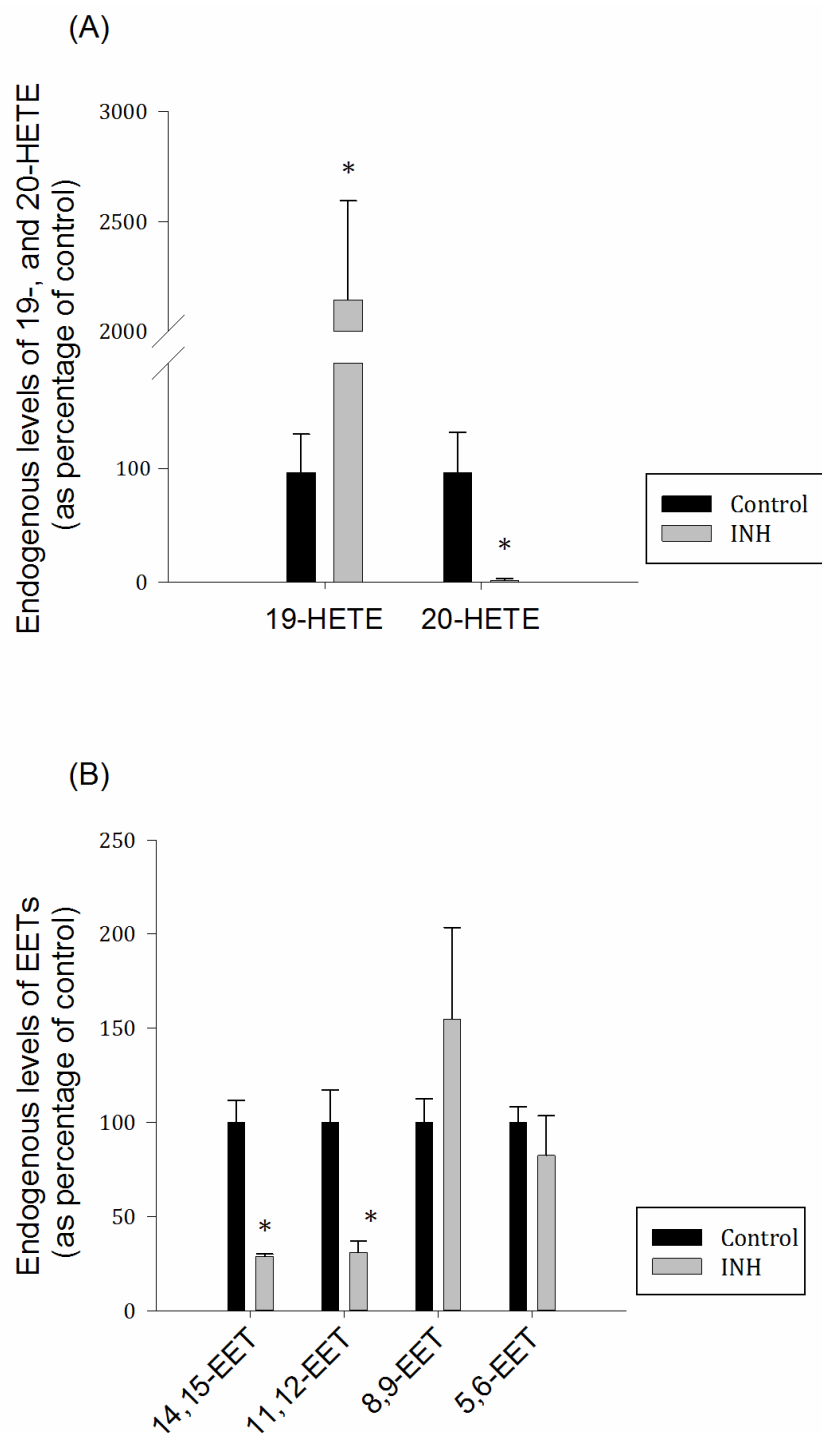 (A)
Endogenous levels of 19-, and 20-HETE
(as percentage of control)
3000
2500
2000
100
0
*
*
19-HETE
20-HETE
Control
INH
(B)
Endogenous levels of EETs
(as percentage of control)
250
200
150
100
50
0
*
*
14,15-EET
11,12-EET
8,9-EET
5,6-EET
Control
INH